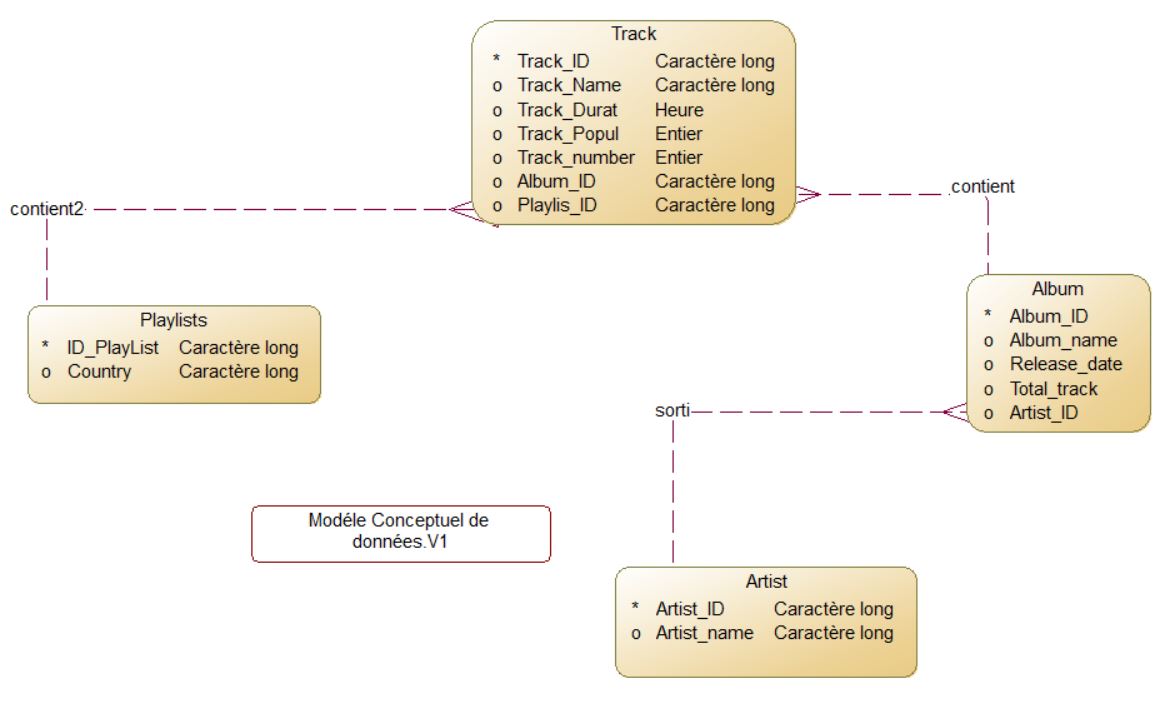 Track
* Track_ID Caractère long
o Track_Name Caractère long
o Track_Durat Heure
o Track_Popul Entier
o Track_number Entier
o Album_ID Caractère long
o Playlis_ID Caractère long
contient2
contient
Playlists
* ID_PlayList Caractère long
o Country Caractère long
Album
* Album_ID
o Album_name
o Release_date
o Total_track
o Artist_ID
sorti
Modéle Conceptuel de
données.V1
Artist
* Artist_ID Caractère long
o Artist_name Caractère long